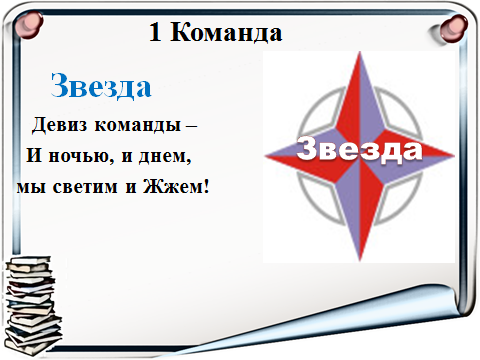 1 Команда
Звезда
Девиз команды –
И ночью, и днем,
мы светим и Жжем!
Звезда